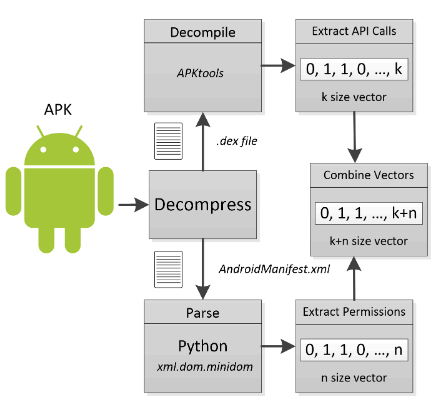 Decompile
APKtools
Extract API Calls
0, 1, 1, 0, ..., k
k size vector
APK
.dex file
Decompress
Combine Vectors
0, 1, 1, ..., k+n
k+n size vector
AndroidManifest.xml
Parse
Python
xml.dom.minidom
Extract Permissions
0, 1, 1, 0, ..., n
n size vector